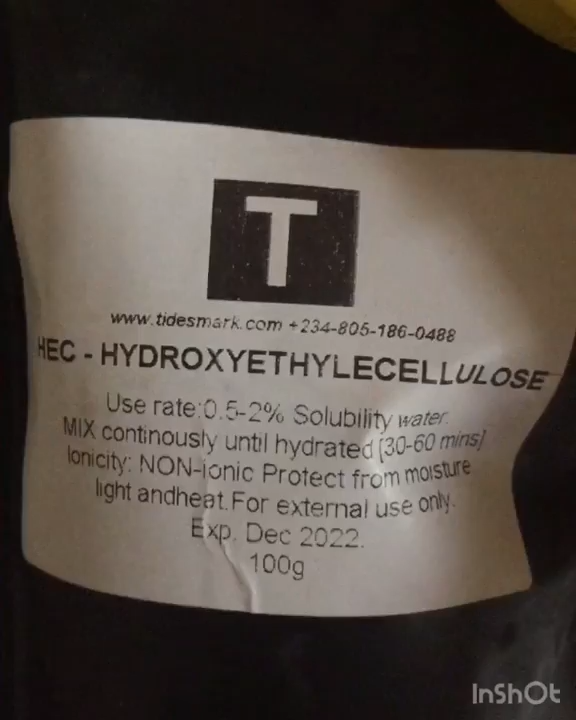 T
www.tidesmark.com +234-805-186-0488
HEC - HYDROXYETHYLECELLULOSE
Use rate:0.5-2% Solubility water.
MIX continously until hydrated [30-60 mins]
Ionicity: NON-ionic Protect from moisture
light andheat.For external use only.
Exp. Dec 2022.
100g
InShOt